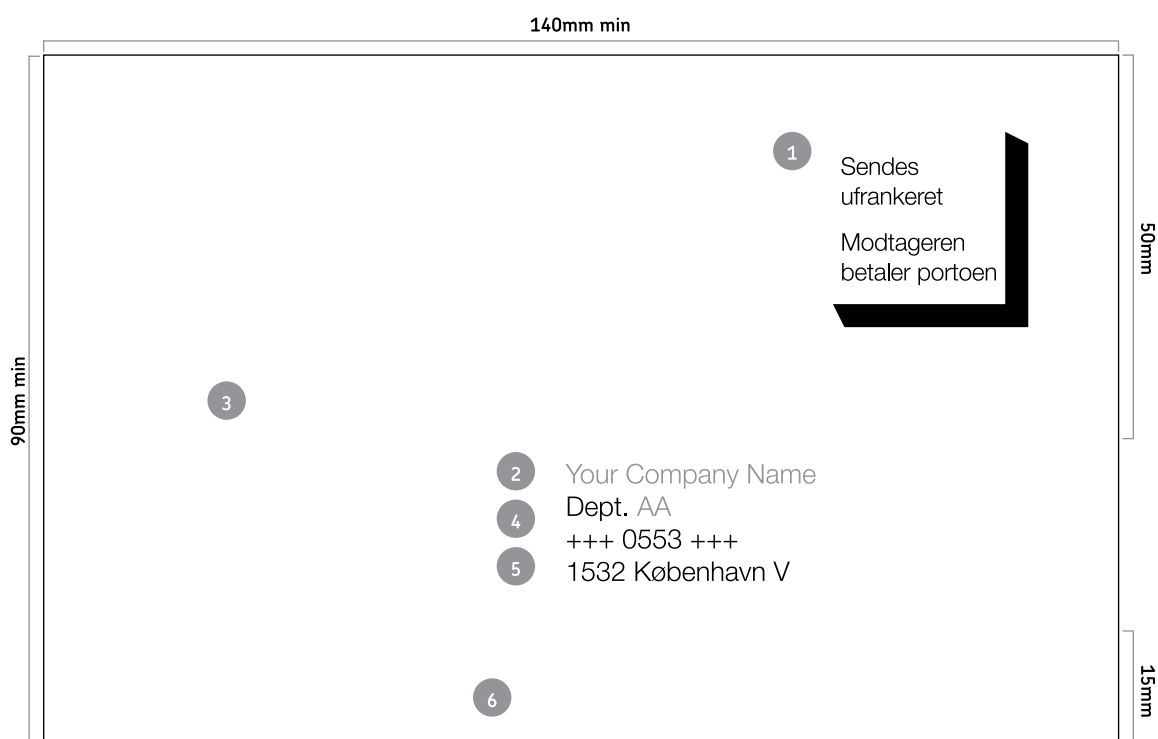 140mm min
1
Sendes
ufrankeret
Modtageren
betaler portoen
50mm
90mm min
3
2
Your Company Name
4
Dept. AA
+++ 0553 +++
5
1532 København V
15mm
6